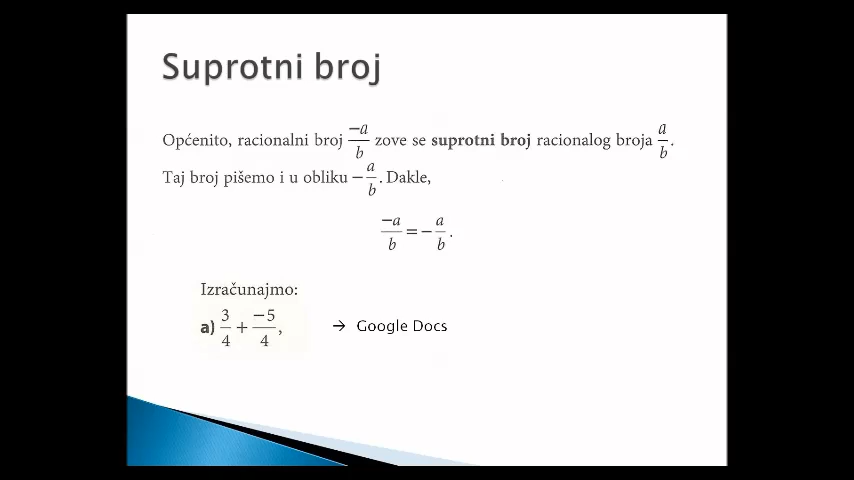 Suprotni broj
Općenito, racionalni broj −a/b zove se suprotni broj racionalog broja a/b.
Taj broj pišemo i u obliku −a/b. Dakle,
−a/b = −a/b.
Izračunajmo:
a) 3/4 + −5/4, → Google Docs